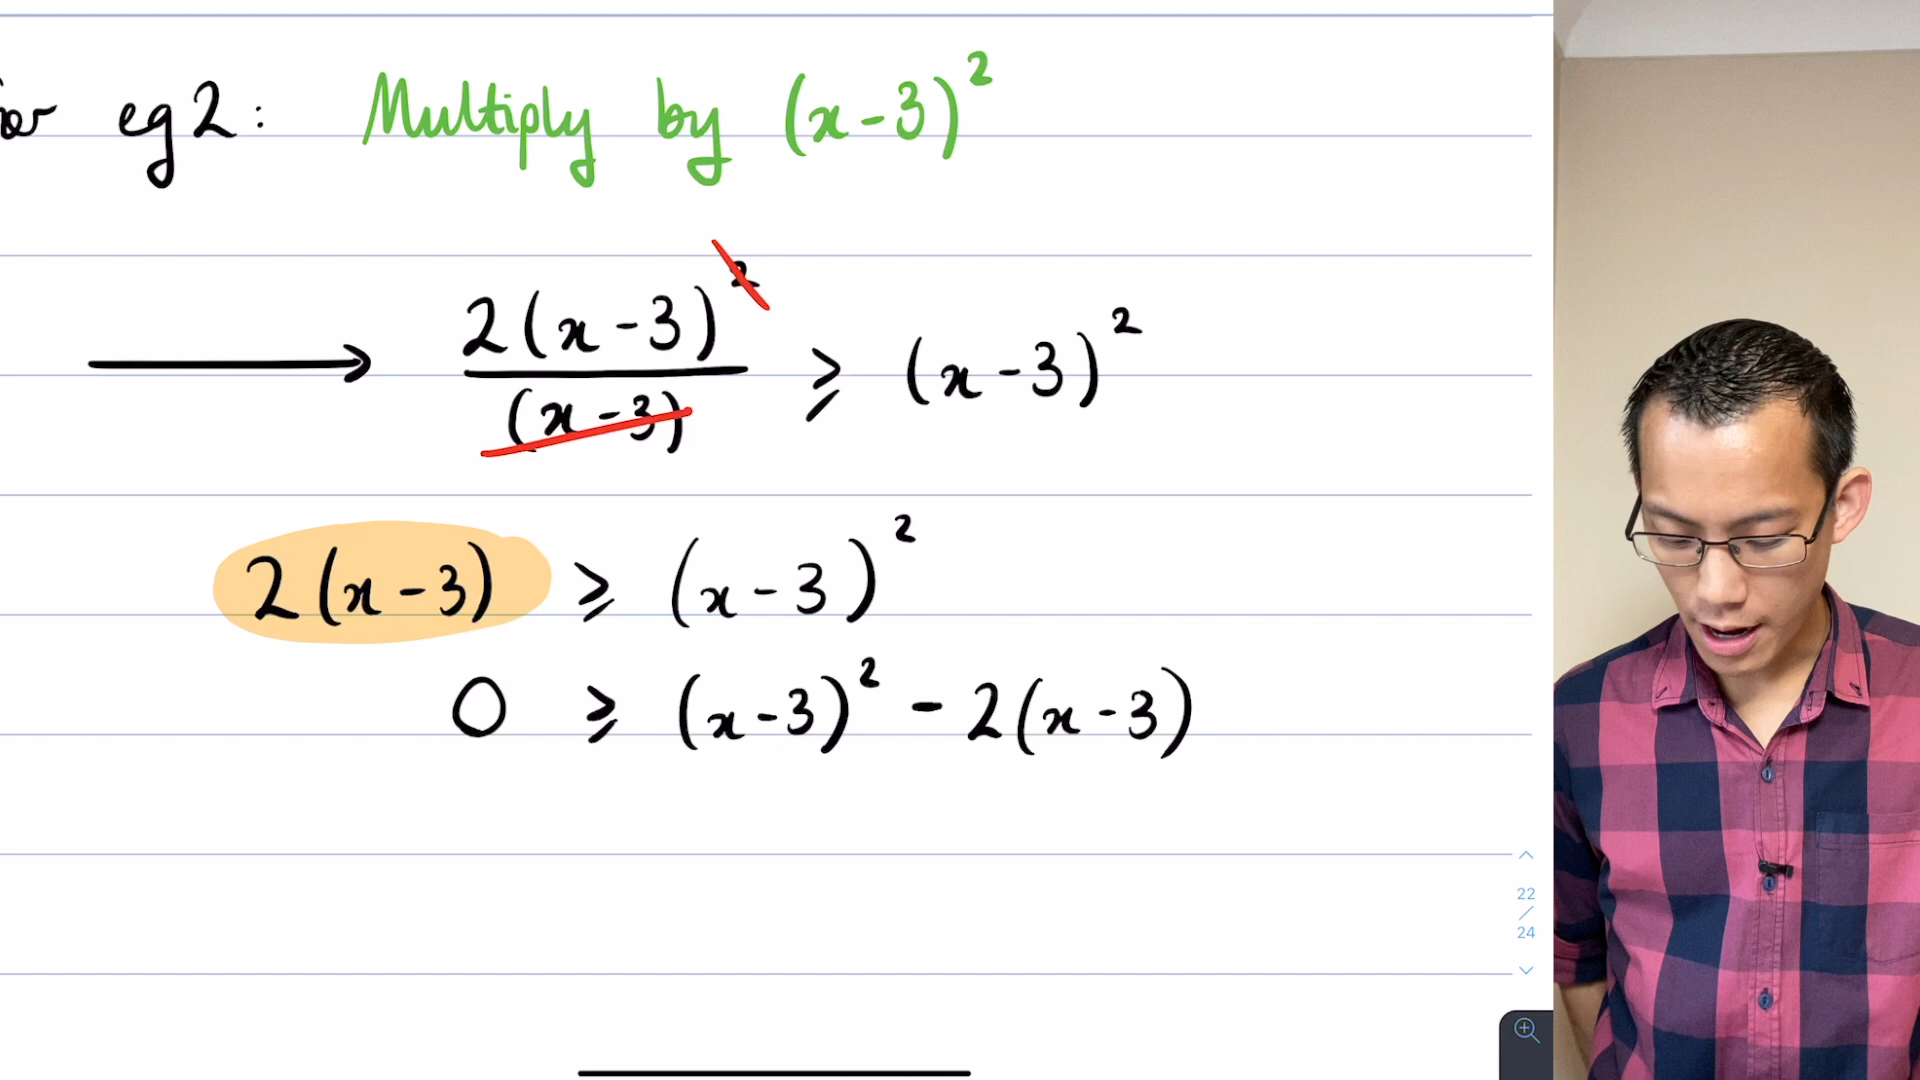 for eg2: Multiply by (x-3)²
2(x-3)²
(x-3)
≥ (x-3)²
2(x-3) ≥ (x-3)²
0 ≥ (x-3)² - 2(x-3)
22
/
24